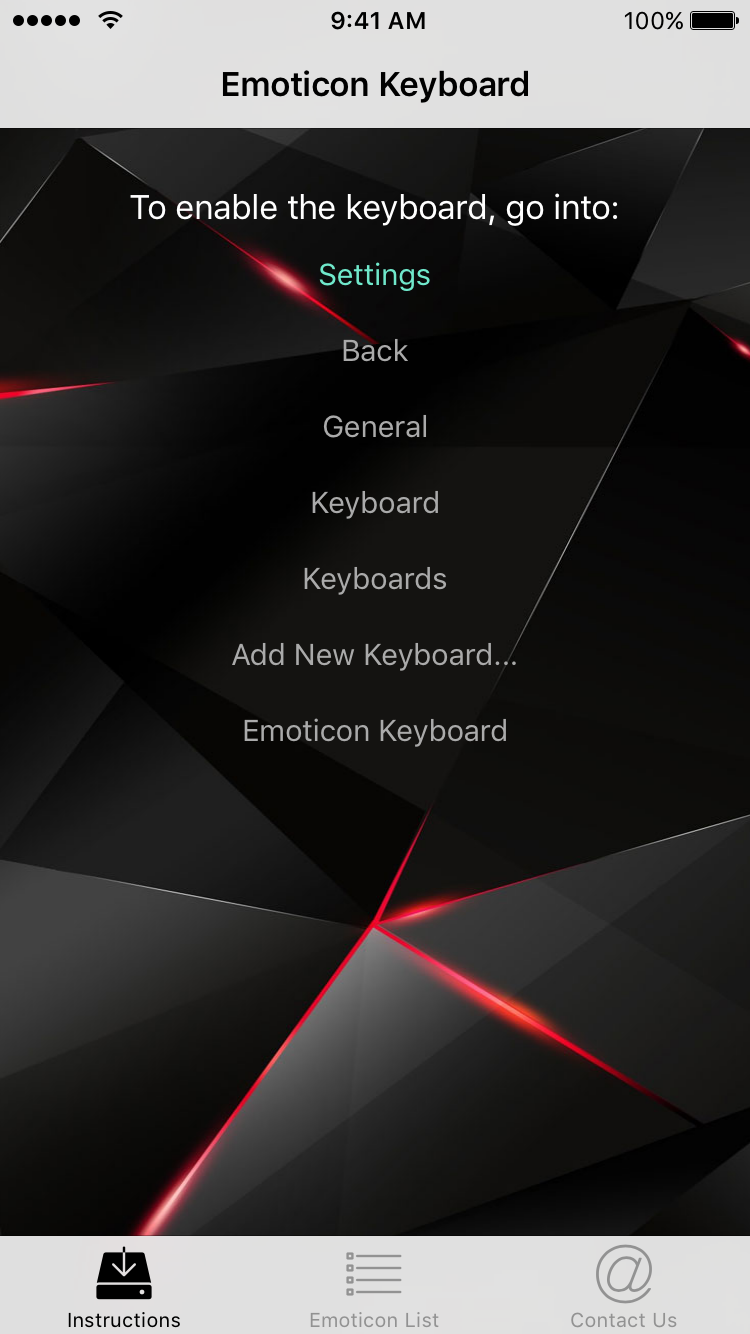 9:41 AM
100%
Emoticon Keyboard
To enable the keyboard, go into:
Settings
Back
General
Keyboard
Keyboards
Add New Keyboard...
Emoticon Keyboard
Instructions
Emoticon List
@
Contact Us